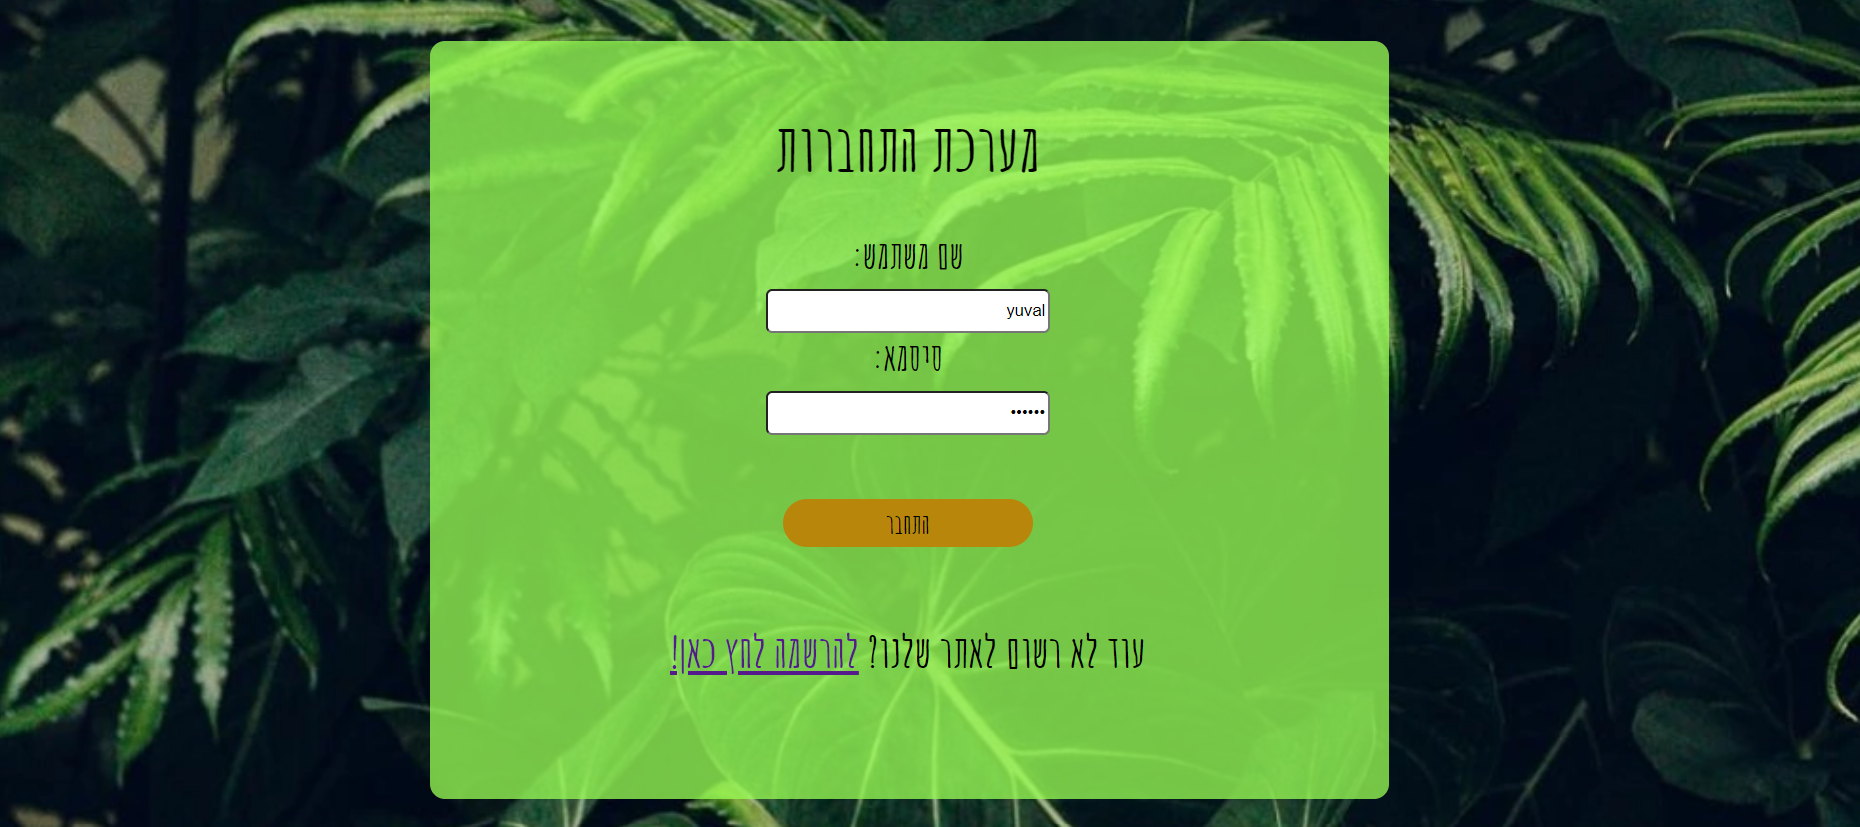 מערכת התחברות
שם משתמש:
yuval
סיסמא:
••••••
התחבר
עוד לא רשום לאתר שלנו? להרשמה לחץ כאן!